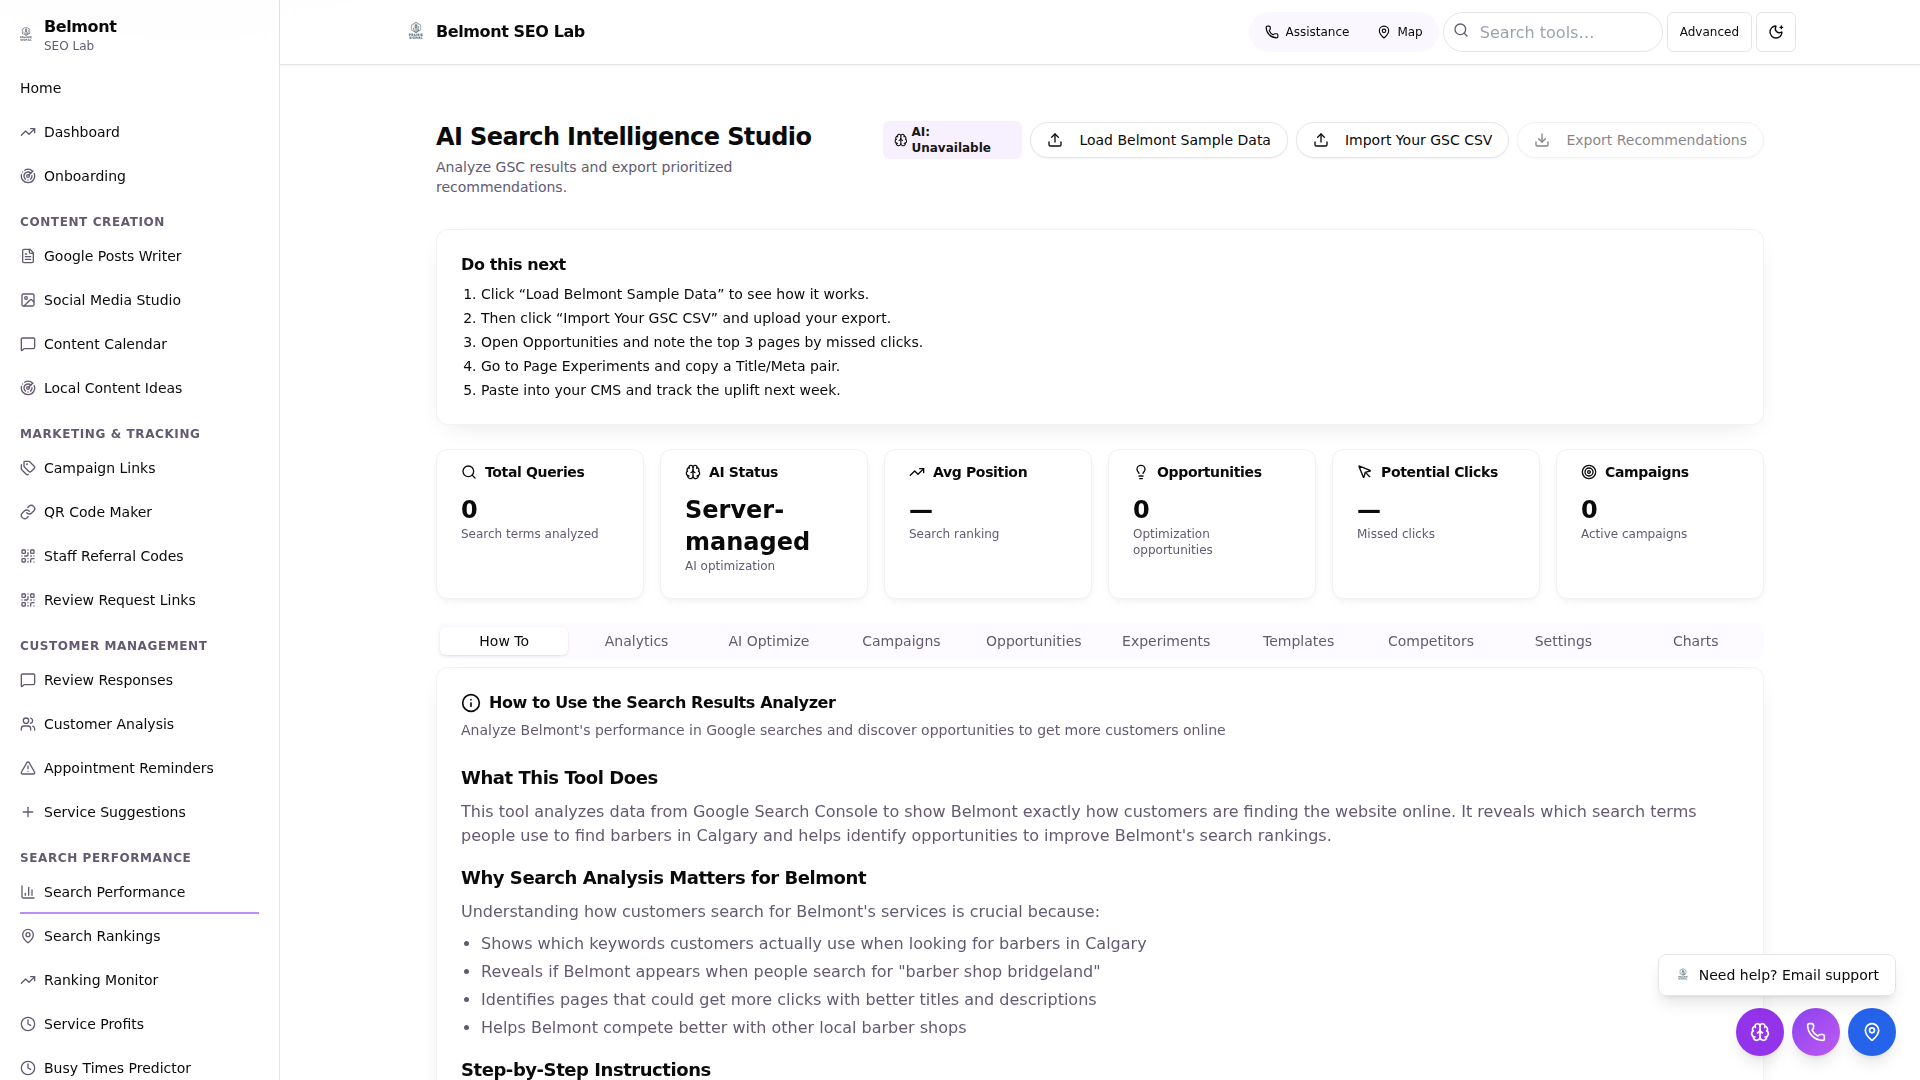 Belmont
SEO Lab
Home
Dashboard
Onboarding
CONTENT CREATION
Google Posts Writer
Social Media Studio
Content Calendar
Local Content Ideas
MARKETING & TRACKING
Campaign Links
QR Code Maker
Staff Referral Codes
Review Request Links
CUSTOMER MANAGEMENT
Review Responses
Customer Analysis
Appointment Reminders
Service Suggestions
SEARCH PERFORMANCE
Search Performance
Search Rankings
Ranking Monitor
Service Profits
Busy Times Predictor
Belmont SEO Lab
Assistance
Map
Search tools...
Advanced
AI Search Intelligence Studio
Analyze GSC results and export prioritized
recommendations.
AI:
Unavailable
Load Belmont Sample Data
Import Your GSC CSV
Export Recommendations
Do this next
1. Click “Load Belmont Sample Data” to see how it works.
2. Then click “Import Your GSC CSV” and upload your export.
3. Open Opportunities and note the top 3 pages by missed clicks.
4. Go to Page Experiments and copy a Title/Meta pair.
5. Paste into your CMS and track the uplift next week.
Total Queries
0
Search terms analyzed
AI Status
Server-
managed
AI optimization
Avg Position
—
Search ranking
Opportunities
0
Optimization
opportunities
Potential Clicks
—
Missed clicks
Campaigns
0
Active campaigns
How To
Analytics
AI Optimize
Campaigns
Opportunities
Experiments
Templates
Competitors
Settings
Charts
How to Use the Search Results Analyzer
Analyze Belmont's performance in Google searches and discover opportunities to get more customers online
What This Tool Does
This tool analyzes data from Google Search Console to show Belmont exactly how customers are finding the website online. It reveals which search terms
people use to find barbers in Calgary and helps identify opportunities to improve Belmont's search rankings.
Why Search Analysis Matters for Belmont
Understanding how customers search for Belmont's services is crucial because:
• Shows which keywords customers actually use when looking for barbers in Calgary
• Reveals if Belmont appears when people search for "barber shop bridgeland"
• Identifies pages that could get more clicks with better titles and descriptions
• Helps Belmont compete better with other local barber shops
Step-by-Step Instructions
Need help? Email support